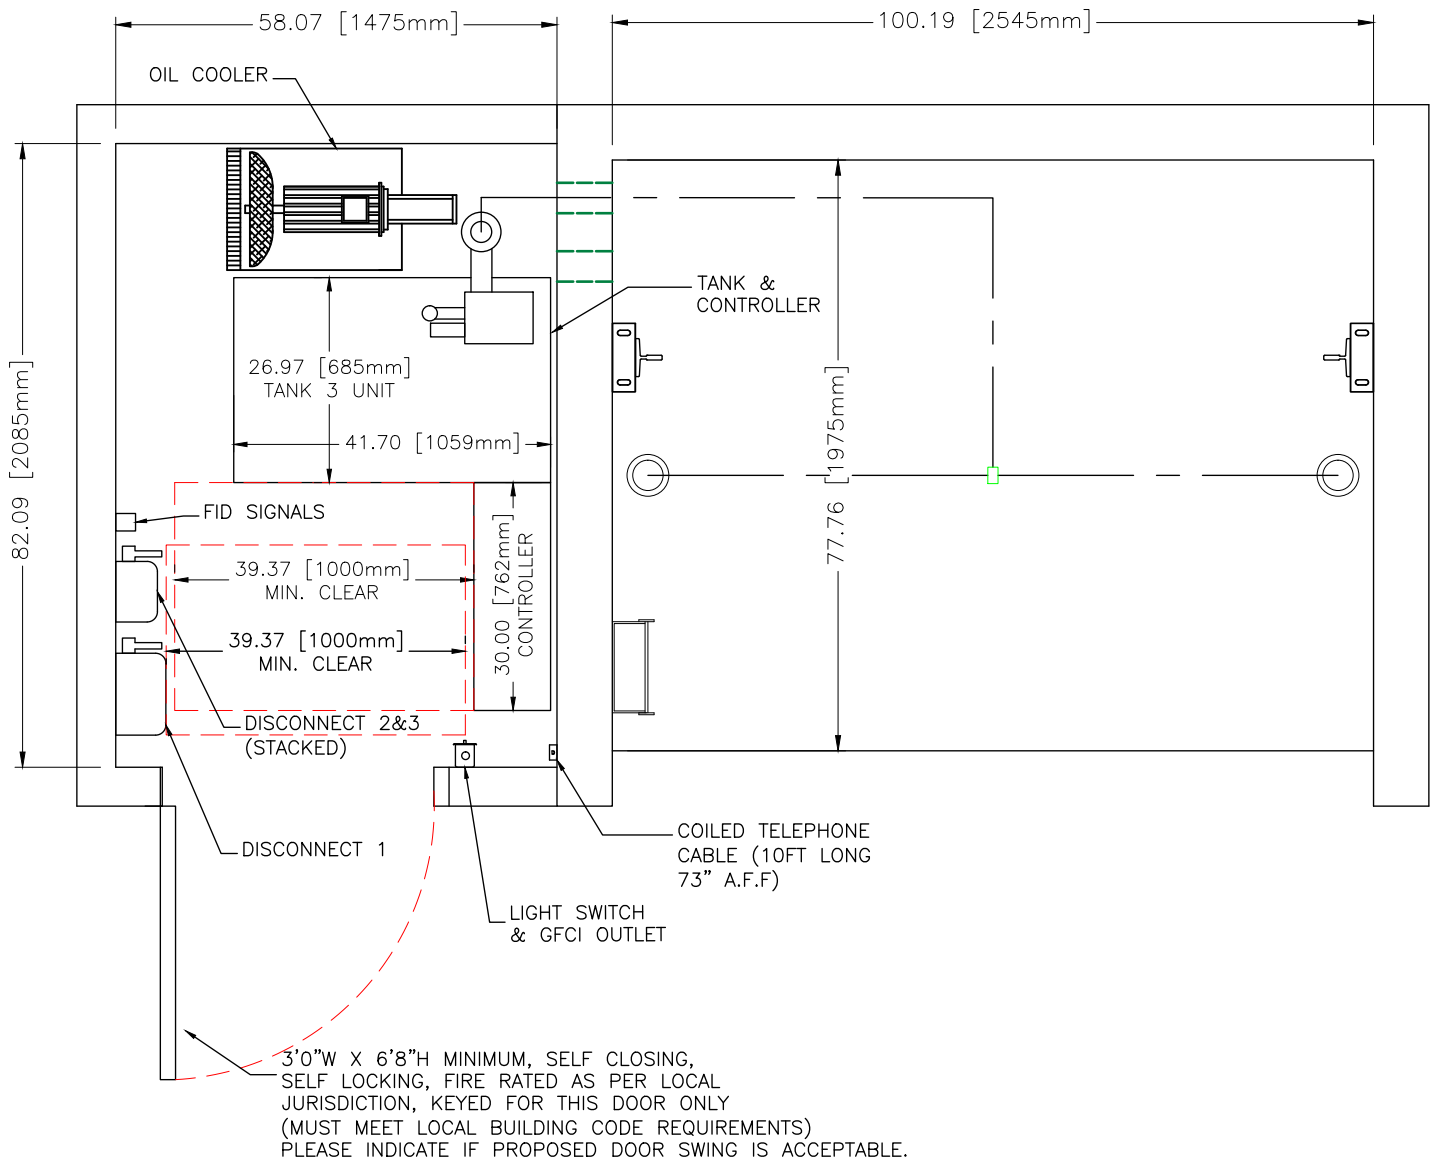 58.07 [1475mm]
100.19 [2545mm]
OIL COOLER
TANK &
CONTROLLER
26.97 [685mm]
TANK 3 UNIT
41.70 [1059mm]
82.09 [2085mm]
77.76 [1975mm]
FID SIGNALS
39.37 [1000mm]
MIN. CLEAR
30.00 [762mm]
CONTROLLER
39.37 [1000mm]
MIN. CLEAR
DISCONNECT 2&3
(STACKED)
DISCONNECT 1
COILED TELEPHONE
CABLE (10FT LONG
73" A.F.F)
LIGHT SWITCH
& GFCI OUTLET
3'0"W X 6'8"H MINIMUM, SELF CLOSING,
SELF LOCKING, FIRE RATED AS PER LOCAL
JURISDICTION, KEYED FOR THIS DOOR ONLY
(MUST MEET LOCAL BUILDING CODE REQUIREMENTS)
PLEASE INDICATE IF PROPOSED DOOR SWING IS ACCEPTABLE.